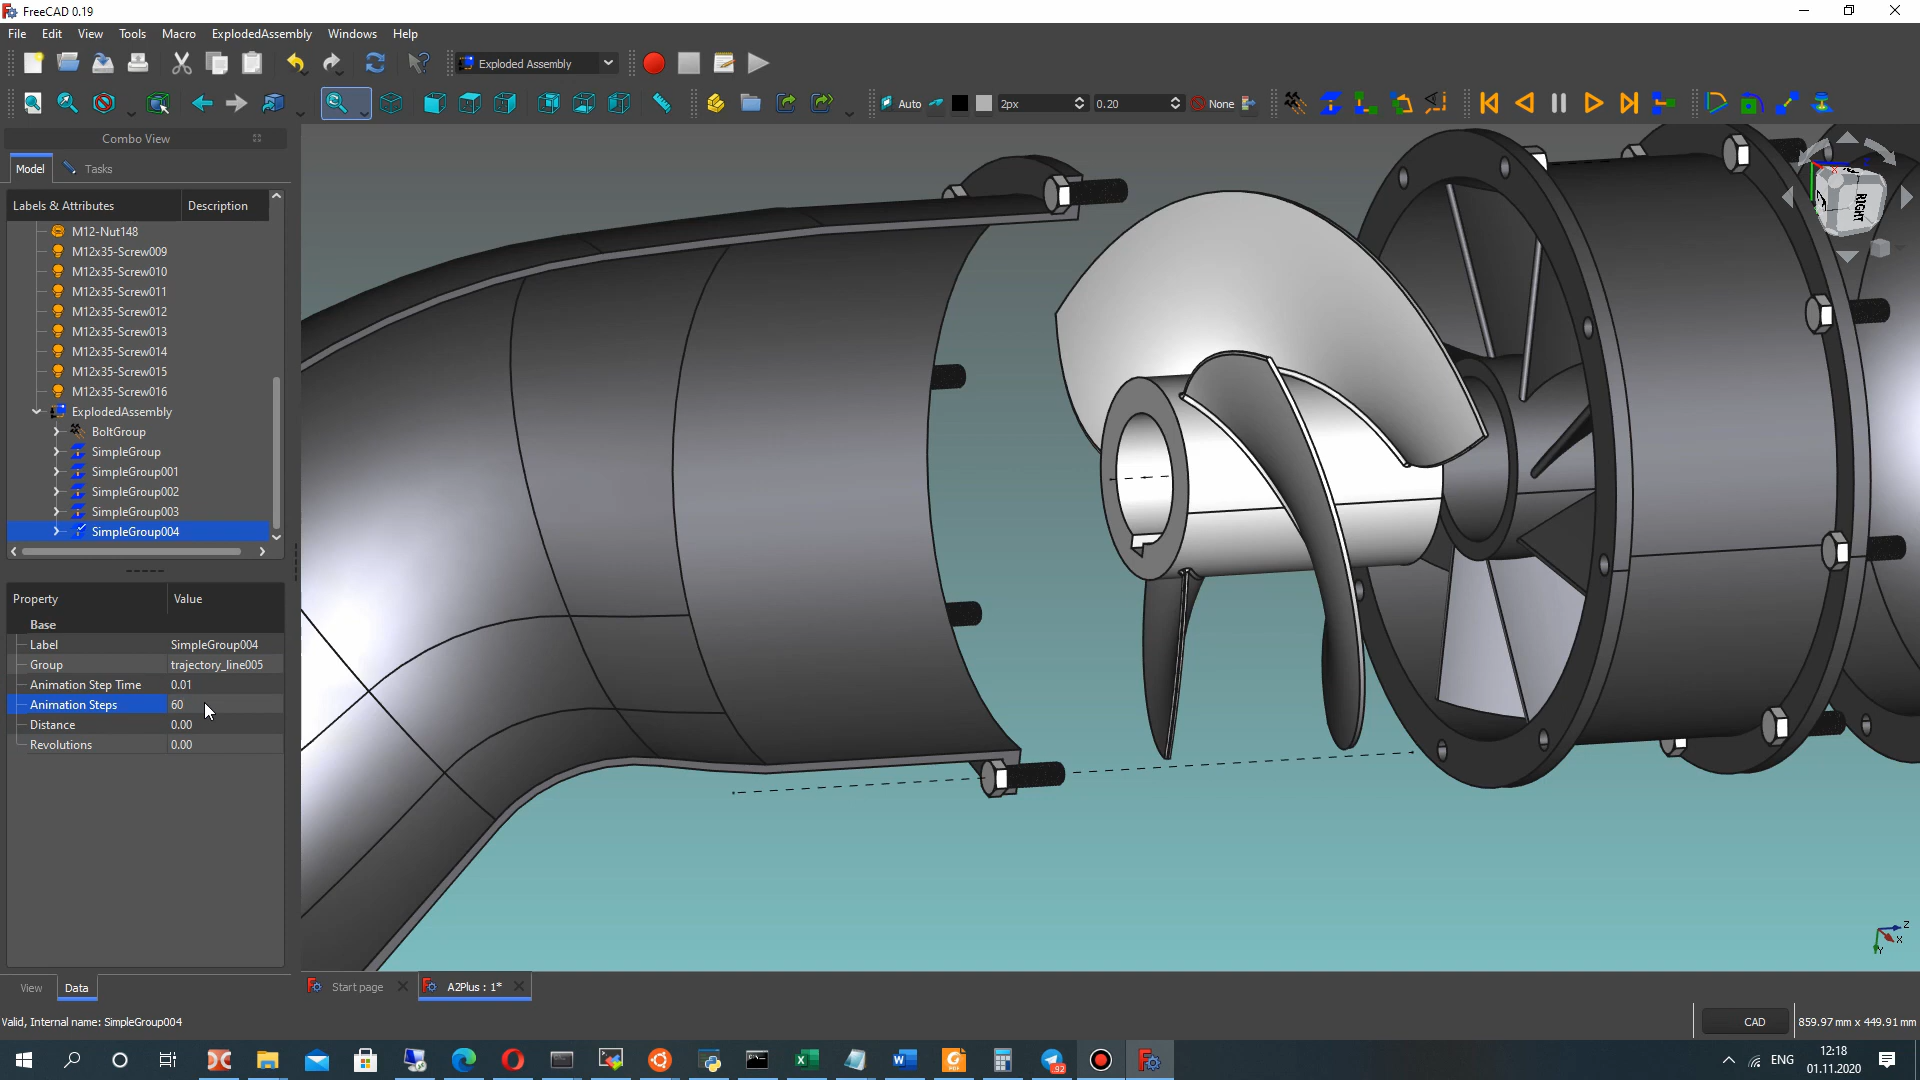 FreeCAD 0.19
File Edit View Tools Macro ExplodedAssembly Windows Help
Exploded Assembly
Auto 2px 0.20 None
Combo View
Model Tasks
Labels & Attributes Description
M12-Nut148
M12x35-Screw009
M12x35-Screw010
M12x35-Screw011
M12x35-Screw012
M12x35-Screw013
M12x35-Screw014
M12x35-Screw015
M12x35-Screw016
ExplodedAssembly
BoltGroup
SimpleGroup
SimpleGroup001
SimpleGroup002
SimpleGroup003
SimpleGroup004
Property Value
Base
Label SimpleGroup004
Group trajectory_line005
Animation Step Time 0.01
Animation Steps 60
Distance 0.00
Revolutions 0.00
RIGHT
Z
X
Y
View Data
Start page A2Plus : 1*
Valid, Internal name: SimpleGroup004
CAD 859.97 mm x 449.91 mm
92
ENG
12:18
01.11.2020